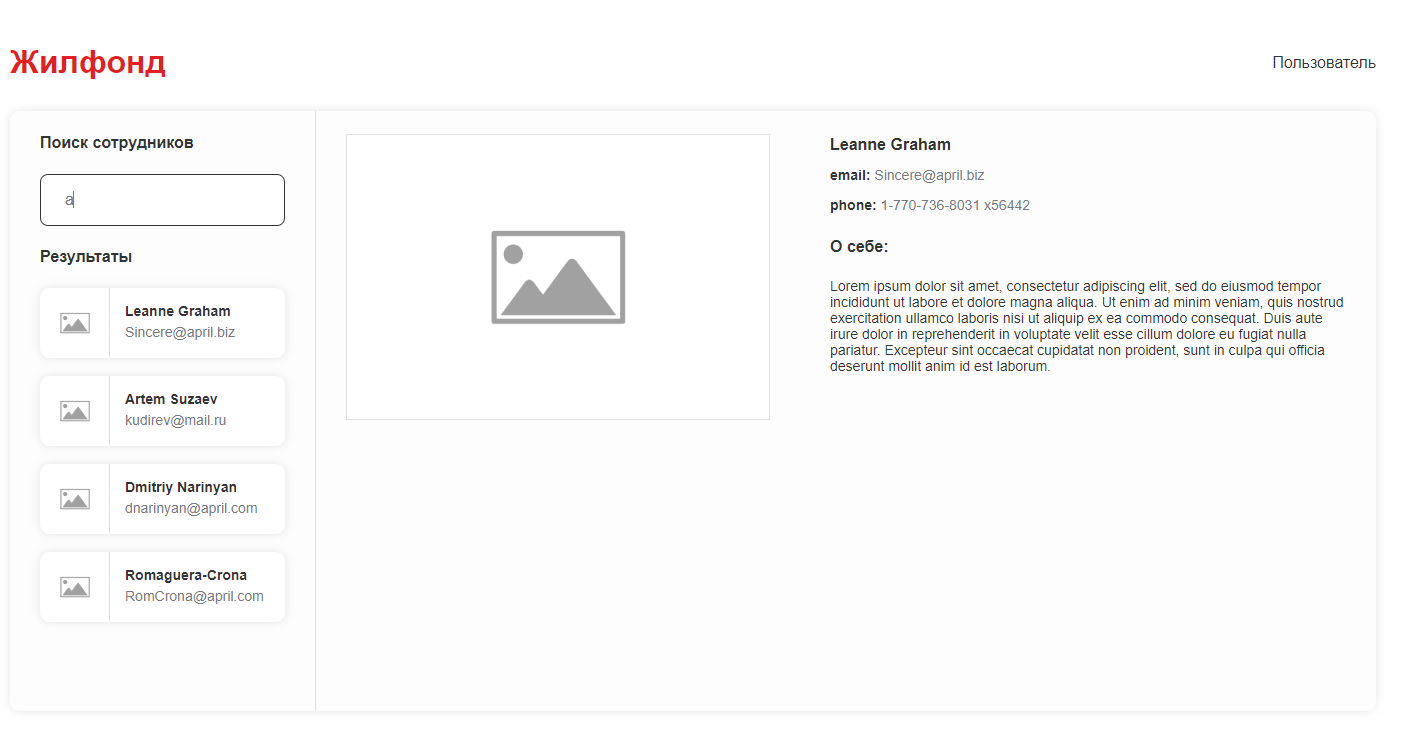 Жилфонд
Пользователь
Поиск сотрудников
a
Результаты
Leanne Graham
Sincere@april.biz
Artem Suzaev
kudirev@mail.ru
Dmitriy Narinyan
dnarinyan@april.com
Romaguera-Crona
RomCrona@april.com
Leanne Graham
email: Sincere@april.biz
phone: 1-770-736-8031 x56442
О себе:
Lorem ipsum dolor sit amet, consectetur adipiscing elit, sed do eiusmod tempor
incididunt ut labore et dolore magna aliqua. Ut enim ad minim veniam, quis nostrud
exercitation ullamco laboris nisi ut aliquip ex ea commodo consequat. Duis aute
irure dolor in reprehenderit in voluptate velit esse cillum dolore eu fugiat nulla
pariatur. Excepteur sint occaecat cupidatat non proident, sunt in culpa qui officia
deserunt mollit anim id est laborum.